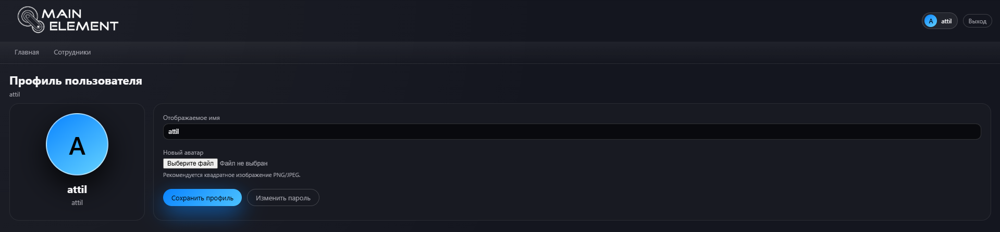 MAIN
ELEMENT
A attil Выход
Главная Сотрудники
Профиль пользователя
attil
A
attil
attil
Отображаемое имя
attil
Новый аватар
Выберите файл Файл не выбран
Рекомендуется квадратное изображение PNG/JPEG.
Сохранить профиль Изменить пароль